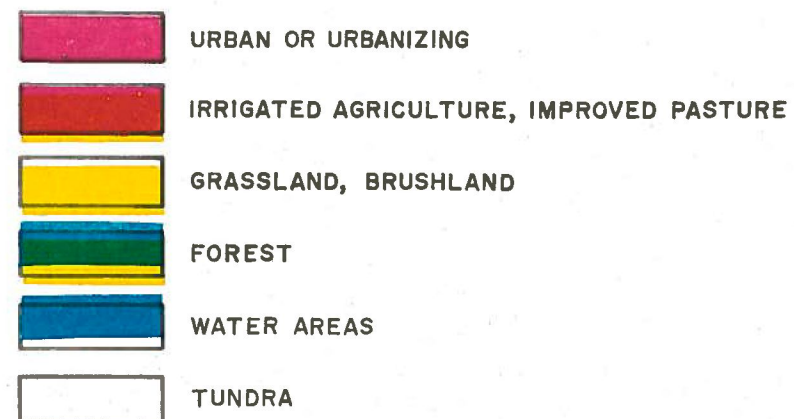 URBAN OR URBANIZING
IRRIGATED AGRICULTURE, IMPROVED PASTURE
GRASSLAND, BRUSHLAND
FOREST
WATER AREAS
TUNDRA